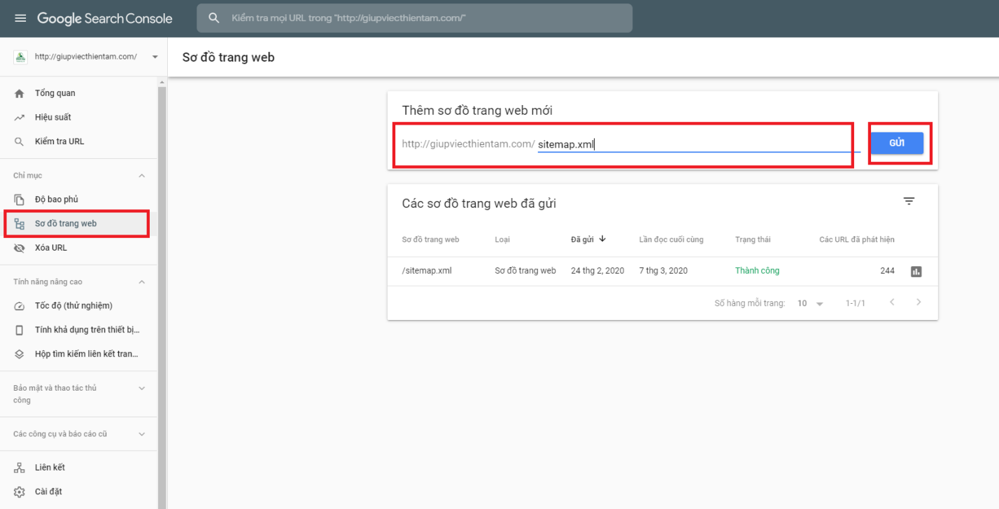 Google Search Console
Kiểm tra mọi URL trong "http://giupviecthientam.com/"
http://giupviecthientam.com/
Sơ đồ trang web
Tổng quan
Hiệu suất
Kiểm tra URL
Chỉ mục
Độ bao phủ
Sơ đồ trang web
Xóa URL
Tính năng nâng cao
Tốc độ (thử nghiệm)
Tính khả dụng trên thiết bị...
Hộp tìm kiếm liên kết tran...
Bảo mật và thao tác thủ
công
Các công cụ và báo cáo cũ
Liên kết
Cài đặt
Thêm sơ đồ trang web mới
http://giupviecthientam.com/ sitemap.xml
GỬI
Các sơ đồ trang web đã gửi
Sơ đồ trang web Loại Đã gửi Lần đọc cuối cùng Trạng thái Các URL đã phát hiện
/sitemap.xml Sơ đồ trang web 24 thg 2, 2020 7 thg 3, 2020 Thành công 244
Số hàng mỗi trang: 10 1-1/1